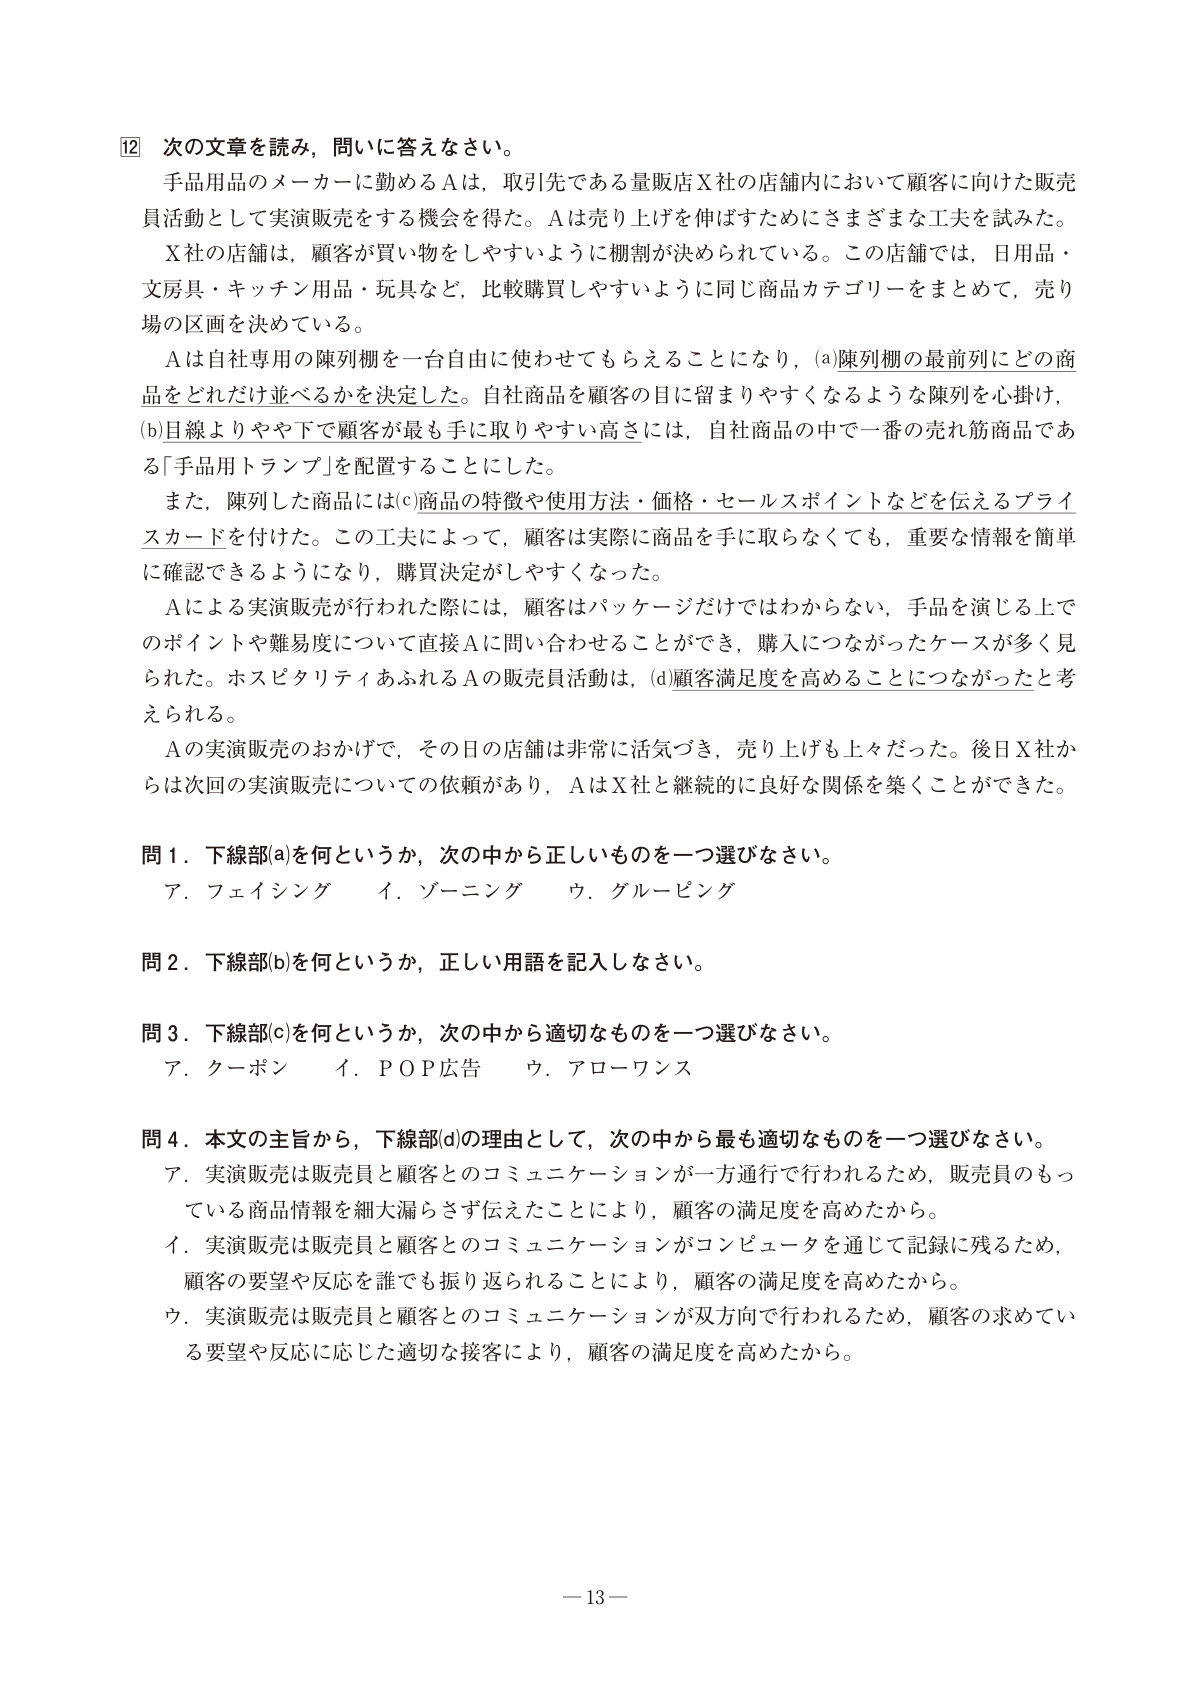 12 次の文章を読み，問いに答えなさい。
手品用品のメーカーに勤めるＡは，取引先である量販店Ｘ社の店舗内において顧客に向けた販売
員活動として実演販売をする機会を得た。Ａは売り上げを伸ばすためにさまざまな工夫を試みた。
Ｘ社の店舗は，顧客が買い物をしやすいように棚割が決められている。この店舗では，日用品・
文房具・キッチン用品・玩具など，比較購買しやすいように同じ商品カテゴリーをまとめて，売り
場の区画を決めている。
Ａは自社専用の陳列棚を一台自由に使わせてもらえることになり，(a)陳列棚の最前列にどの商
品をどれだけ並べるかを決定した。自社商品を顧客の目に留まりやすくなるような陳列を心掛け，
(b)目線よりやや下で顧客が最も手に取りやすい高さには，自社商品の中で一番の売れ筋商品であ
る「手品用トランプ」を配置することにした。
また，陳列した商品には(c)商品の特徴や使用方法・価格・セールスポイントなどを伝えるプライ
スカードを付けた。この工夫によって，顧客は実際に商品を手に取らなくても，重要な情報を簡単
に確認できるようになり，購買決定がしやすくなった。
Ａによる実演販売が行われた際には，顧客はパッケージだけではわからない，手品を演じる上で
のポイントや難易度について直接Ａに問い合わせることができ，購入につながったケースが多く見
られた。ホスピタリティあふれるＡの販売員活動は，(d)顧客満足度を高めることにつながったと考
えられる。
Ａの実演販売のおかげで，その日の店舗は非常に活気づき，売り上げも上々だった。後日Ｘ社か
らは次回の実演販売についての依頼があり，ＡはＸ社と継続的に良好な関係を築くことができた。
問１．下線部(a)を何というか，次の中から正しいものを一つ選びなさい。
ア．フェイシング　　イ．ゾーニング　　ウ．グルーピング
問２．下線部(b)を何というか，正しい用語を記入しなさい。
問３．下線部(c)を何というか，次の中から適切なものを一つ選びなさい。
ア．クーポン　　イ．ＰＯＰ広告　　ウ．アローワンス
問４．本文の主旨から，下線部(d)の理由として，次の中から最も適切なものを一つ選びなさい。
ア．実演販売は販売員と顧客とのコミュニケーションが一方通行で行われるため，販売員のもっ
ている商品情報を細大漏らさず伝えたことにより，顧客の満足度を高めたから。
イ．実演販売は販売員と顧客とのコミュニケーションがコンピュータを通じて記録に残るため，
顧客の要望や反応を誰でも振り返られることにより，顧客の満足度を高めたから。
ウ．実演販売は販売員と顧客とのコミュニケーションが双方向で行われるため，顧客の求めてい
る要望や反応に応じた適切な接客により，顧客の満足度を高めたから。
— 13 —